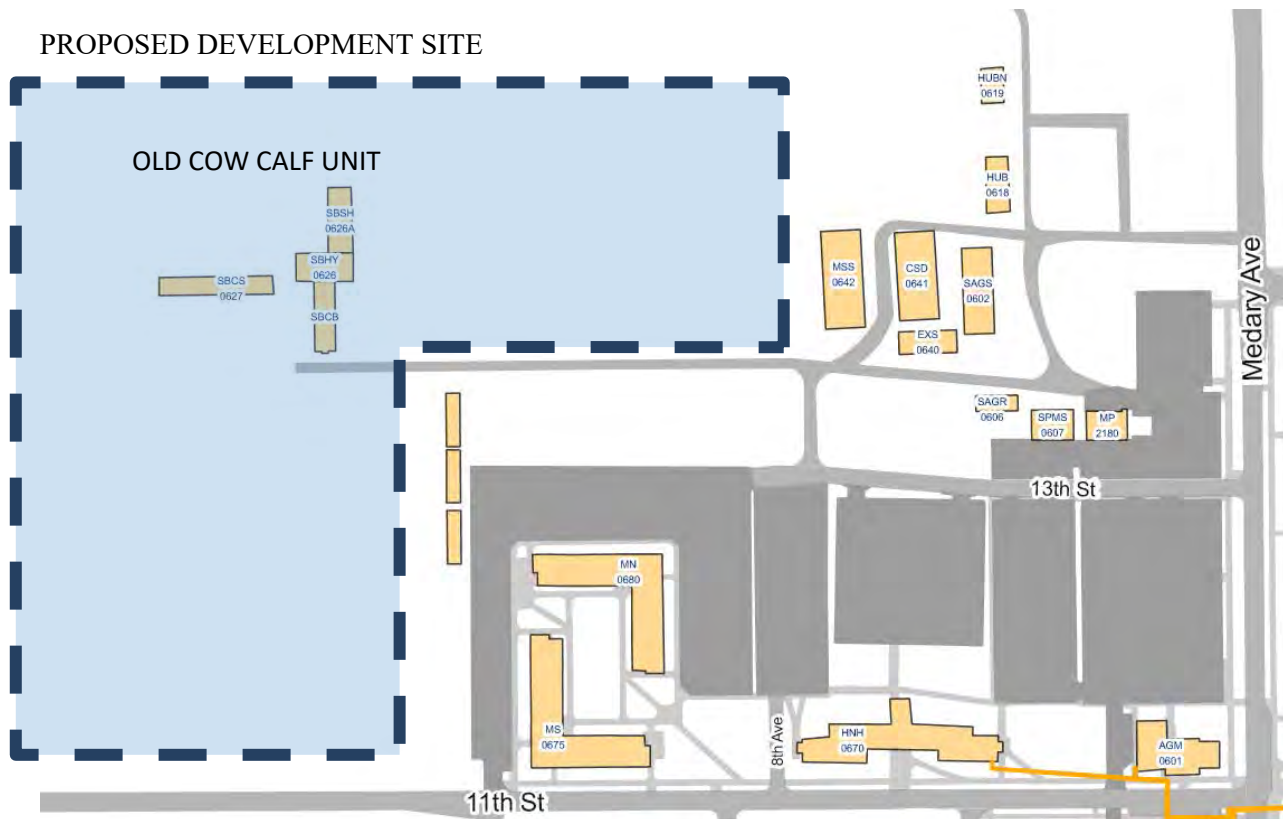 PROPOSED DEVELOPMENT SITE
OLD COW CALF UNIT
HUBN
0619
HUB
0618
SBSH
0626A
SBHY
0626
SBCS
0627
SBCB
MSS
0642
CSD
0641
SAGS
0602
EXS
0640
Medary Ave
SAGR
0606
SPMS
0607
MP
2180
13th St
MN
0680
MS
0675
8th Ave
HNH
0670
AGM
0601
11th St